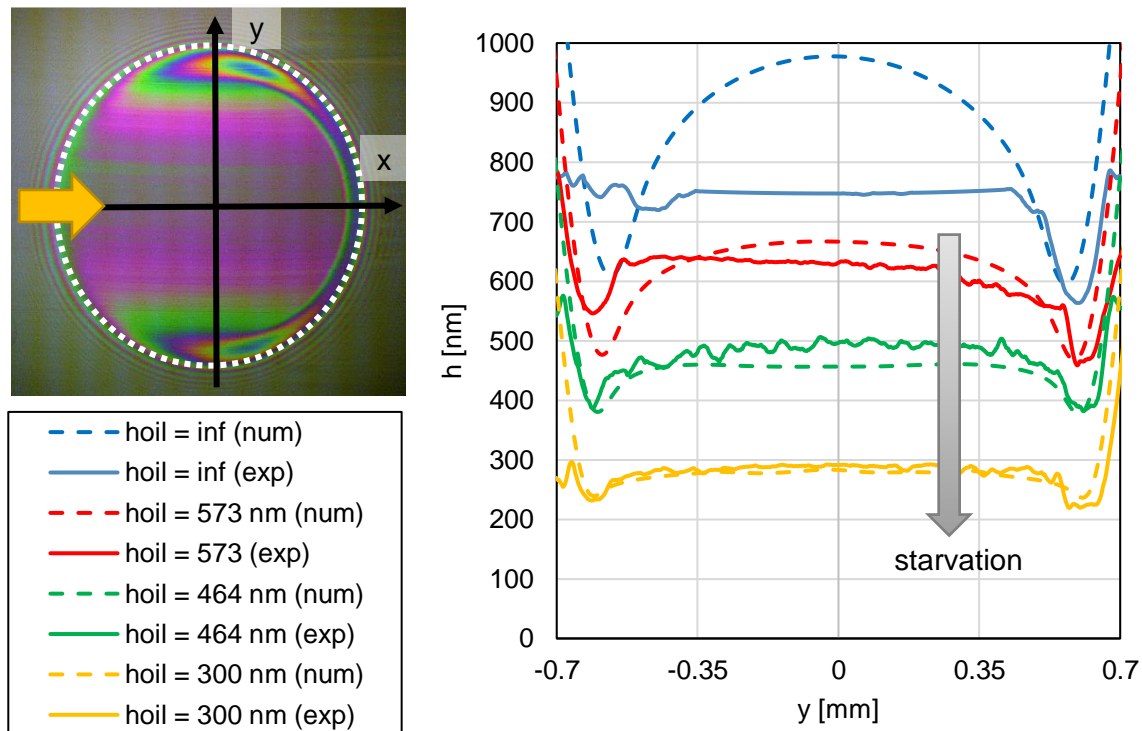 y
x
hoil = inf (num)
hoil = inf (exp)
hoil = 573 nm (num)
hoil = 573 (exp)
hoil = 464 nm (num)
hoil = 464 nm (exp)
hoil = 300 nm (num)
hoil = 300 nm (exp)
h [nm]
1000
900
800
700
600
500
400
300
200
100
0
starvation
-0.7
-0.35
0
0.35
0.7
y [mm]